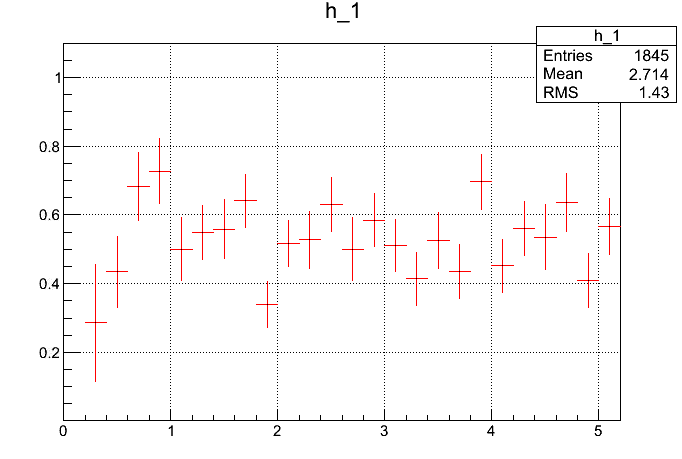 h_1
h_1
Entries 1845
Mean 2.714
RMS 1.43
1
0.8
0.6
0.4
0.2
0 1 2 3 4 5